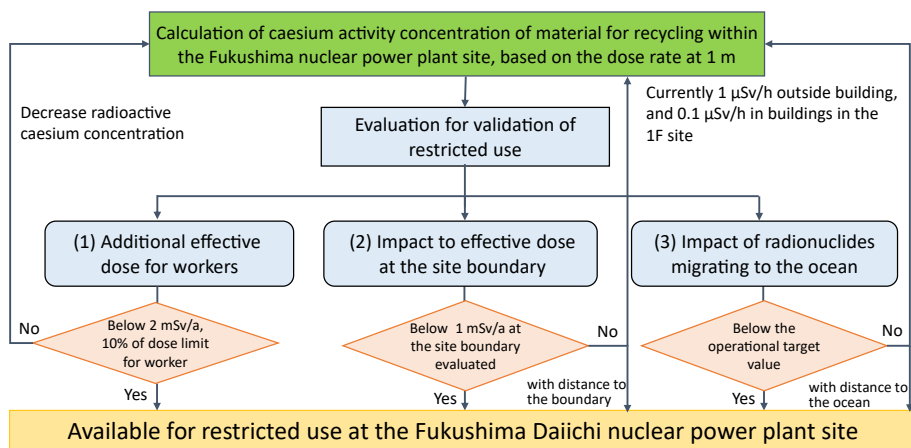 Calculation of caesium activity concentration of material for recycling within
the Fukushima nuclear power plant site, based on the dose rate at 1 m
Decrease radioactive
caesium concentration
Currently 1 µSv/h outside building,
and 0.1 µSv/h in buildings in the
1F site
Evaluation for validation of
restricted use
(1) Additional effective
dose for workers
(2) Impact to effective dose
at the site boundary
(3) Impact of radionuclides
migrating to the ocean
No
Below 2 mSv/a,
10% of dose limit
for worker
Yes
Below 1 mSv/a at
the site boundary
evaluated
No
Yes
with distance to
the boundary
Below the
operational target
value
No
Yes
with distance to
the ocean
Available for restricted use at the Fukushima Daiichi nuclear power plant site